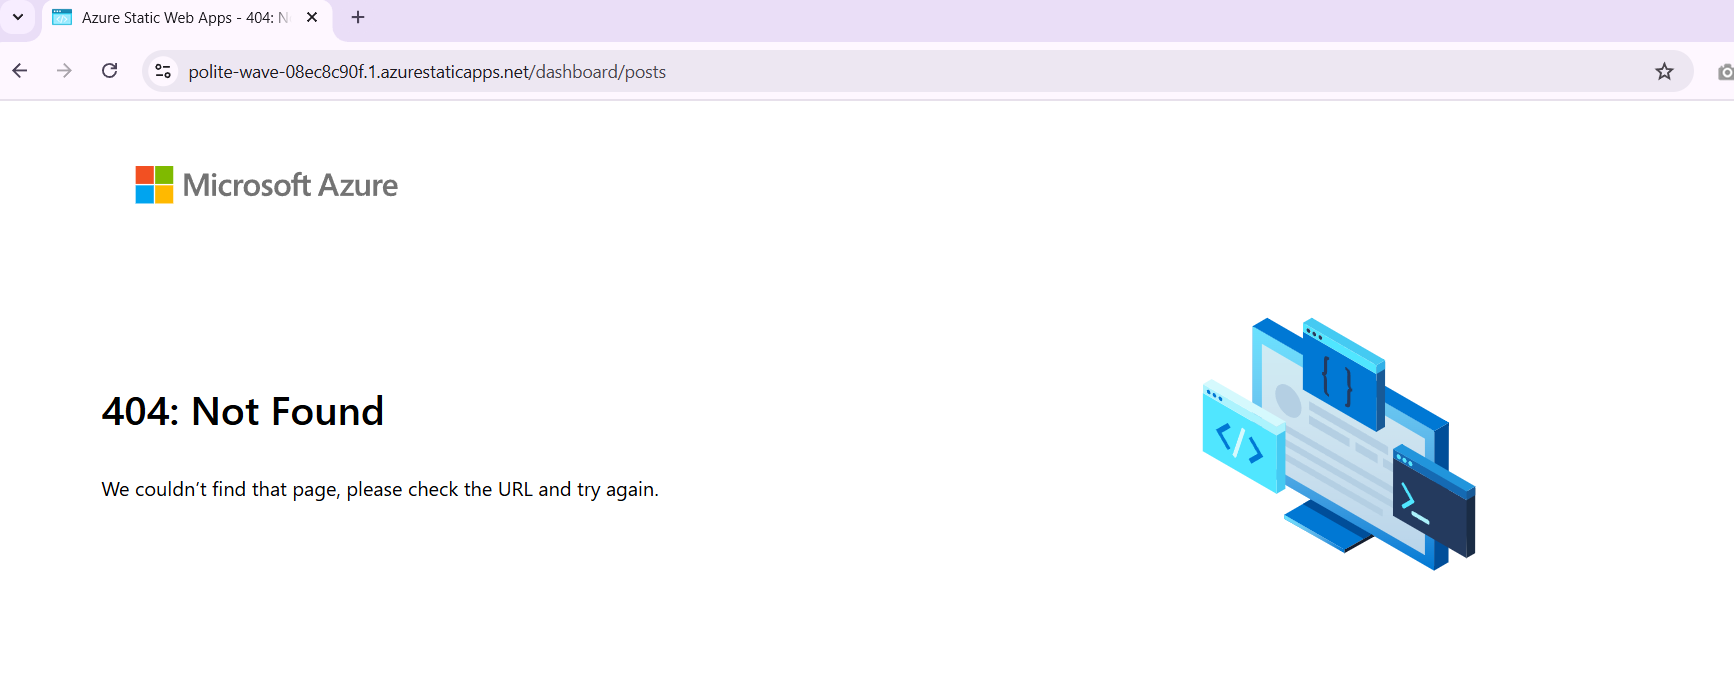 Azure Static Web Apps - 404: N
polite-wave-08ec8c90f.1.azurestaticapps.net/dashboard/posts
Microsoft Azure
404: Not Found
We couldn’t find that page, please check the URL and try again.